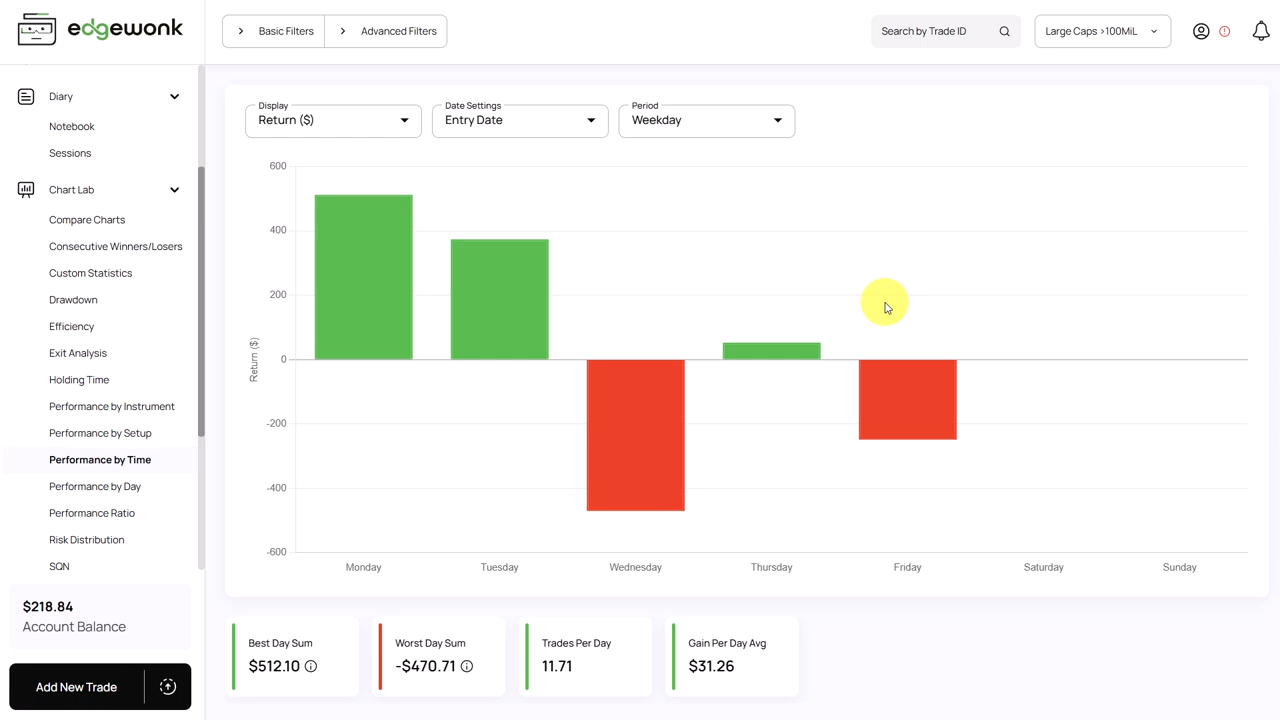 edgewonk
Basic Filters
Advanced Filters
Search by Trade ID
Large Caps >100MiL
Diary
Notebook
Sessions
Chart Lab
Compare Charts
Consecutive Winners/Losers
Custom Statistics
Drawdown
Efficiency
Exit Analysis
Holding Time
Performance by Instrument
Performance by Setup
Performance by Time
Performance by Day
Performance Ratio
Risk Distribution
SQN
$218.84
Account Balance
Add New Trade
Display
Return ($)
Date Settings
Entry Date
Period
Weekday
Return ($)
600
400
200
0
-200
-400
-600
Monday
Tuesday
Wednesday
Thursday
Friday
Saturday
Sunday
Best Day Sum
$512.10
Worst Day Sum
-$470.71
Trades Per Day
11.71
Gain Per Day Avg
$31.26